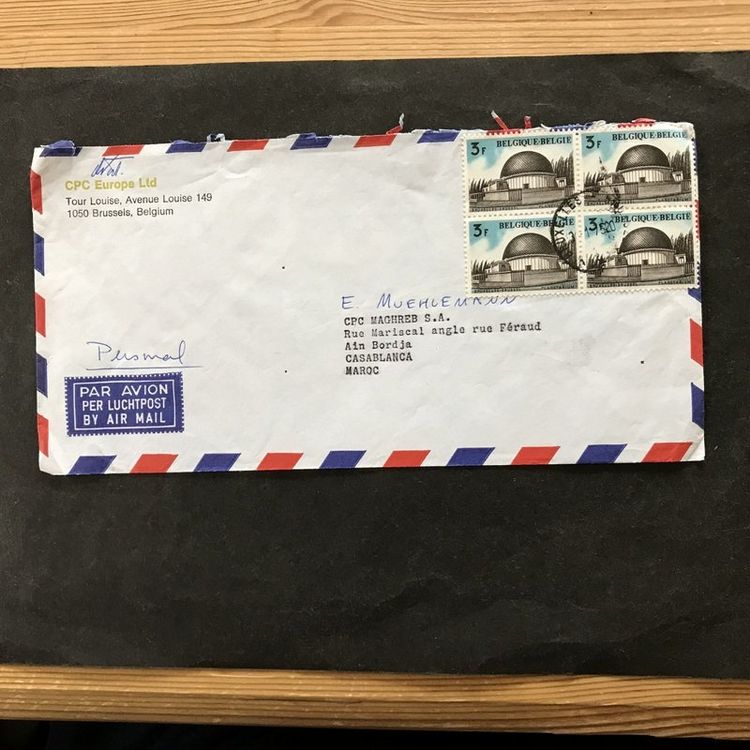 CPC Europe Ltd
Tour Louise, Avenue Louise 149
1050 Brussels, Belgium
3F BELGIQUE·BELGIE
3F BELGIQUE·BELGIE
3F BELGIQUE·BELGIE
3F BELGIQUE·BELGIE
E. MUEHLEMANN
CPC MAGHREB S.A.
Rue Mariscal angle rue Féraud
Ain Bordja
CASABLANCA
MAROC
Personal
PAR AVION
PER LUCHTPOST
BY AIR MAIL